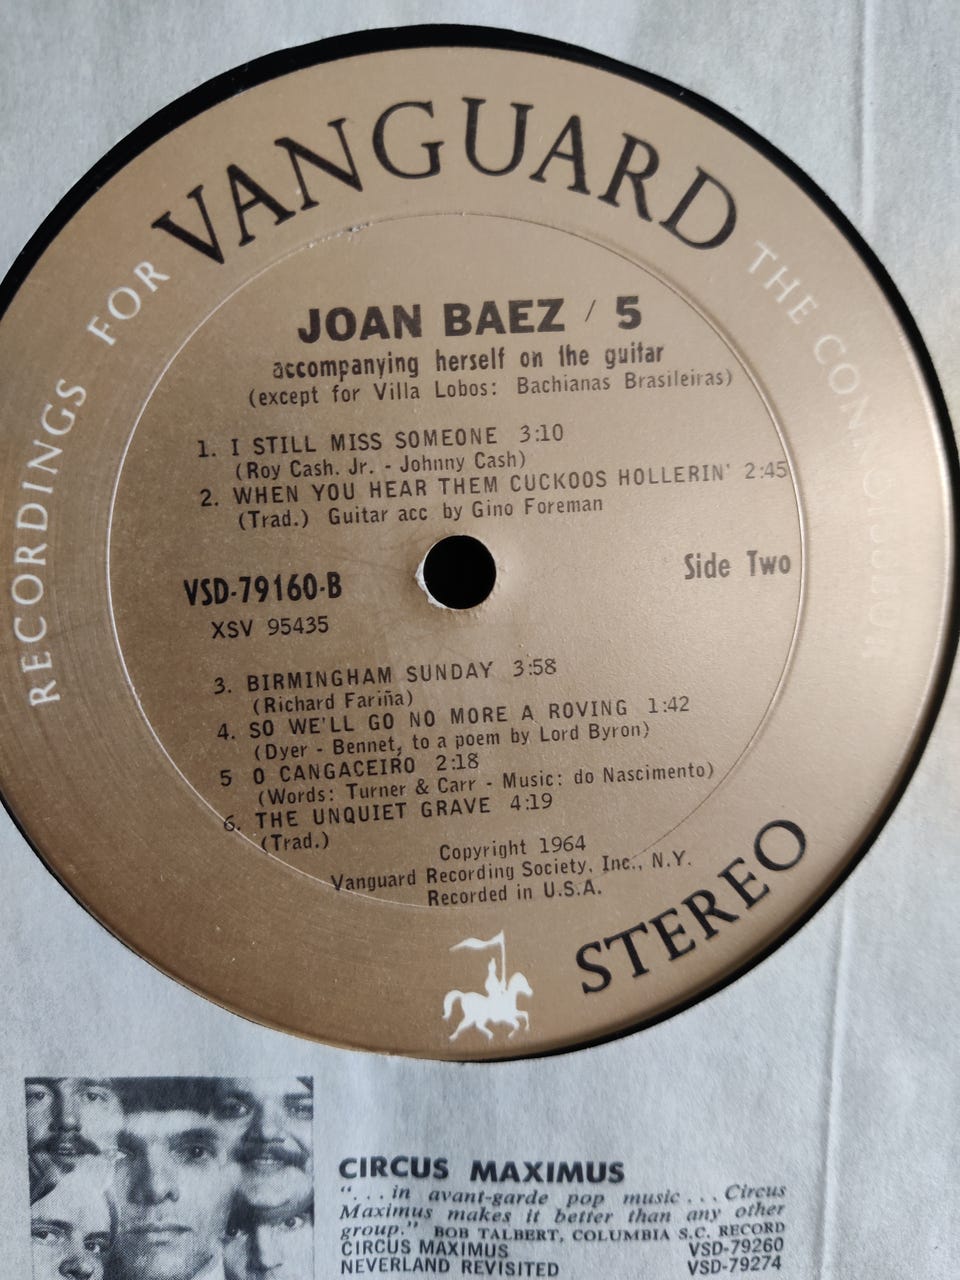 RECORDINGS FOR VANGUARD THE CONNOISSEUR
JOAN BAEZ / 5
accompanying herself on the guitar
(except for Villa Lobos: Bachianas Brasileiras)
1. I STILL MISS SOMEONE 3:10
(Roy Cash. Jr. - Johnny Cash)
2. WHEN YOU HEAR THEM CUCKOOS HOLLERIN' 2:45
(Trad.) Guitar acc by Gino Foreman
VSD-79160-B
Side Two
XSV 95435
3. BIRMINGHAM SUNDAY 3:58
(Richard Fariña)
4. SO WE'LL GO NO MORE A ROVING 1:42
(Dyer - Bennet, to a poem by Lord Byron)
5 O CANGACEIRO 2:18
(Words: Turner & Carr - Music: do Nascimento)
6. THE UNQUIET GRAVE 4:19
(Trad.)
Copyright 1964
Vanguard Recording Society, Inc., N.Y.
Recorded in U.S.A.
STEREO
CIRCUS MAXIMUS
"...in avant-garde pop music... Circus
Maximus makes it better than any other
group." BOB TALBERT, COLUMBIA S.C. RECORD
CIRCUS MAXIMUS VSD-79260
NEVERLAND REVISITED VSD-79274